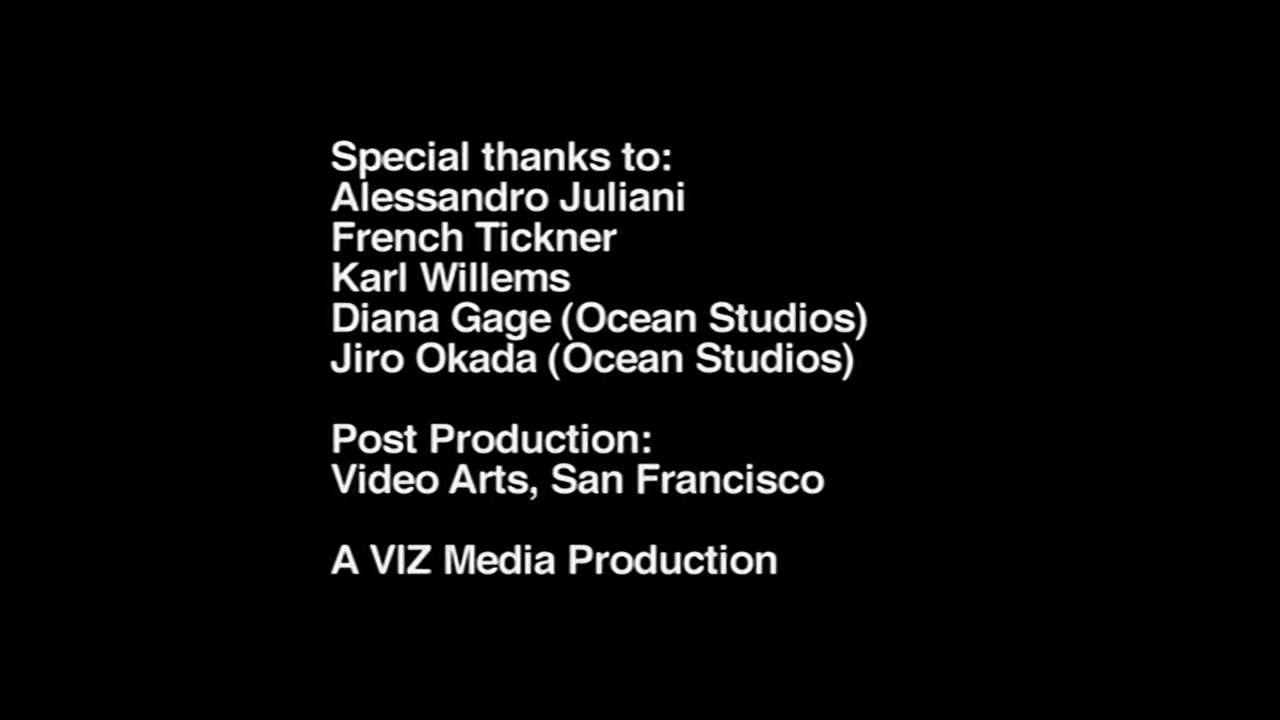 Special thanks to:
Alessandro Juliani
French Tickner
Karl Willems
Diana Gage (Ocean Studios)
Jiro Okada (Ocean Studios)
Post Production:
Video Arts, San Francisco
A VIZ Media Production